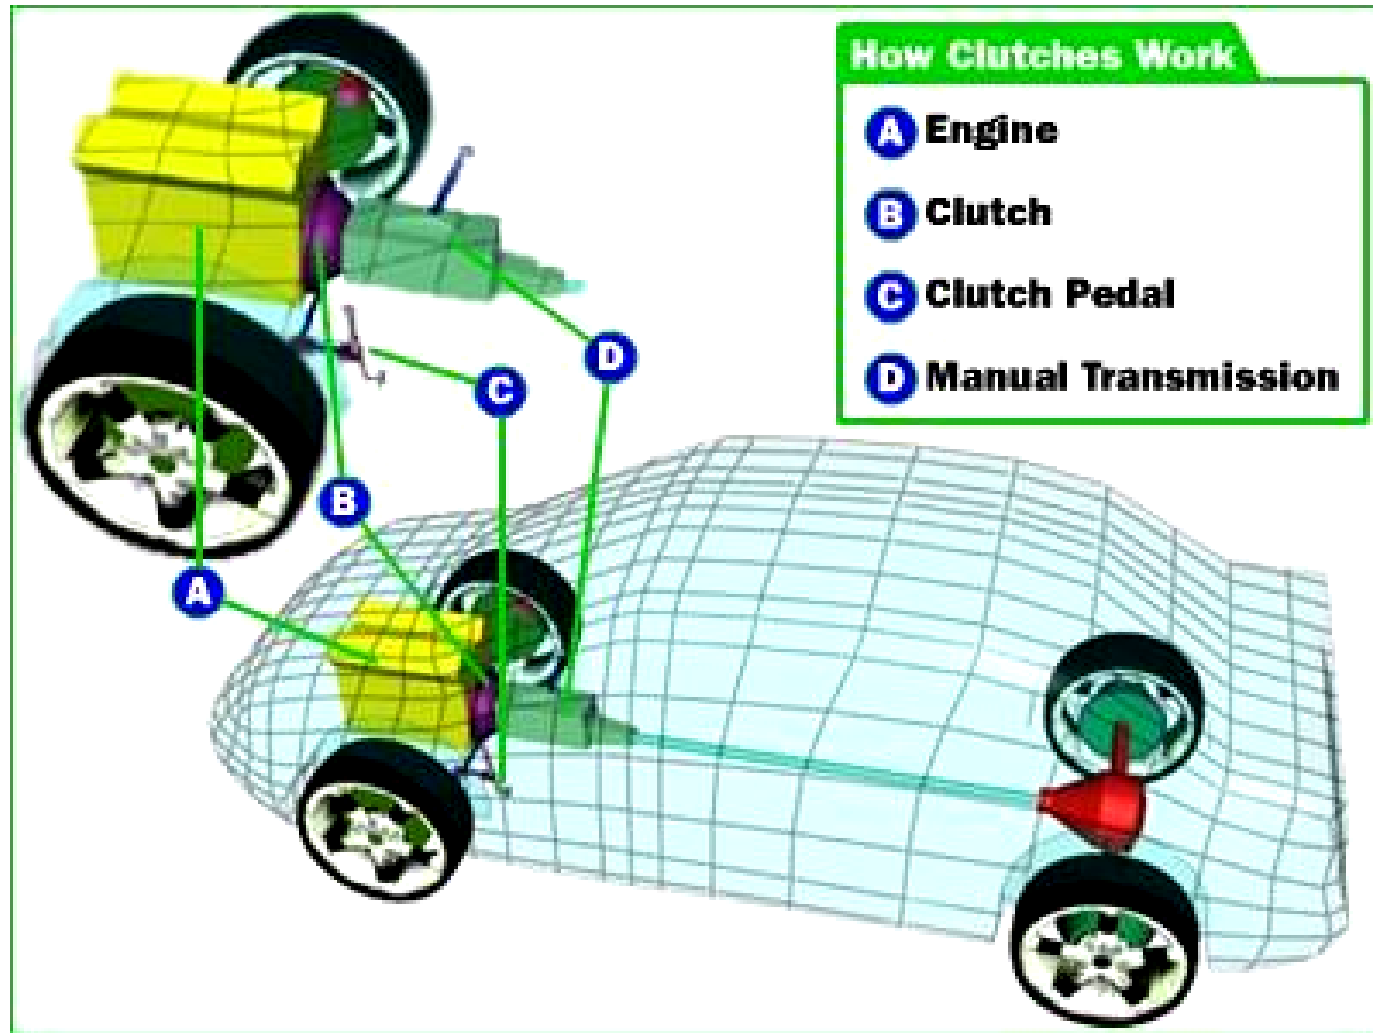 How Clutches Work
A Engine
B Clutch
C Clutch Pedal
D Manual Transmission
D
C
B
A